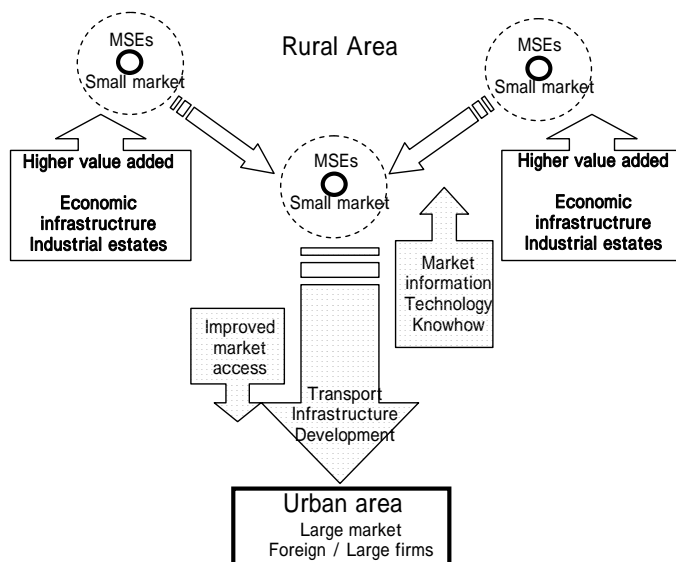 Rural Area
MSEs
Small market
MSEs
Small market
Higher value added
Economic
infrastructrure
Industrial estates
MSEs
Small market
Higher value added
Economic
infrastructrure
Industrial estates
Market
information
Technology
Knowhow
Improved
market
access
Transport
Infrastructure
Development
Urban area
Large market
Foreign / Large firms